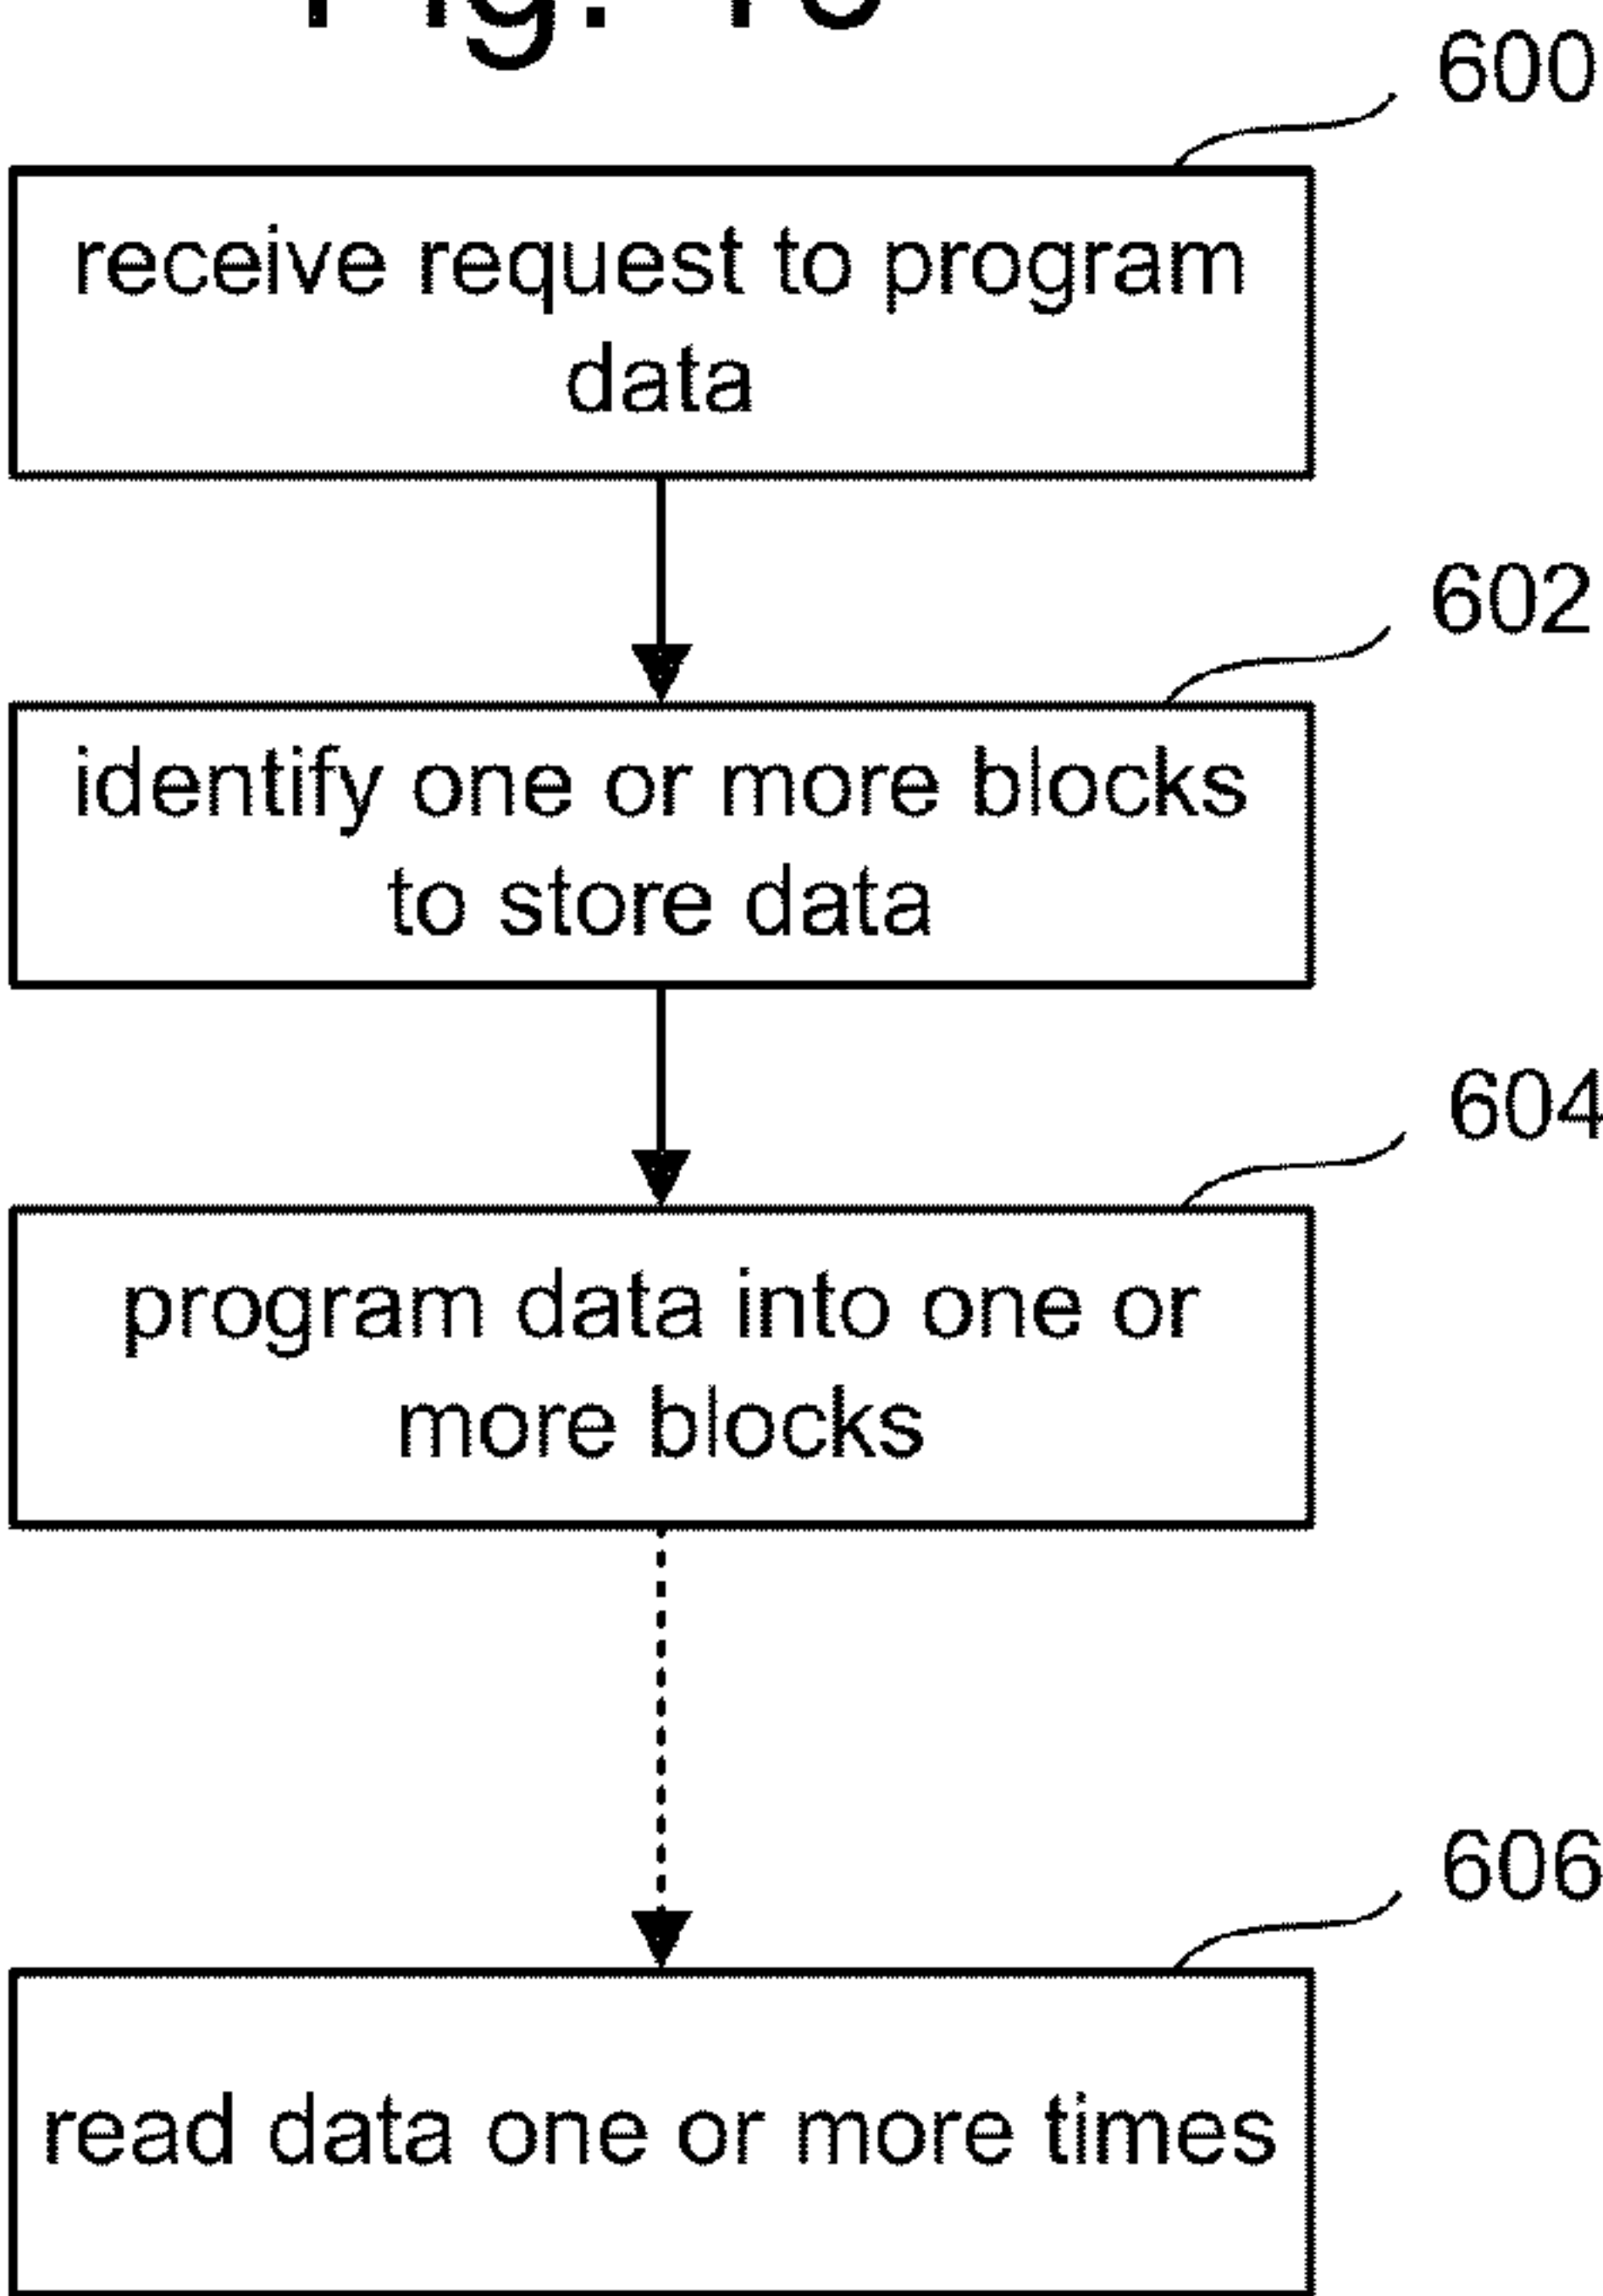 600
receive request to program
data
602
identify one or more blocks
to store data
604
program data into one or
more blocks
606
read data one or more times